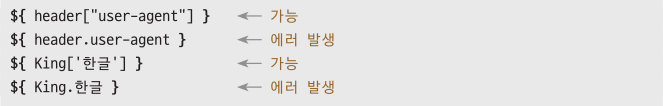 ${ header["user-agent"] } ← 가능
${ header.user-agent } ← 에러 발생
${ King['한글'] } ← 가능
${ King.한글 } ← 에러 발생